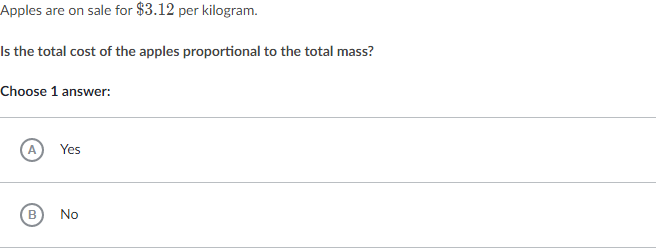 Apples are on sale for $3.12 per kilogram.
Is the total cost of the apples proportional to the total mass?
Choose 1 answer:
A Yes
B No